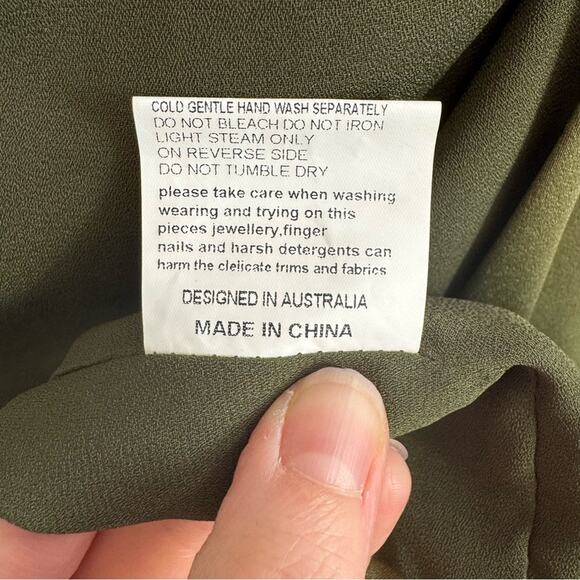 COLD GENTLE HAND WASH SEPARATELY
DO NOT BLEACH DO NOT IRON
LIGHT STEAM ONLY
ON REVERSE SIDE
DO NOT TUMBLE DRY
please take care when washing
wearing and trying on this
pieces jewellery,finger
nails and harsh detergents can
harm the clelicate trims and fabrics
DESIGNED IN AUSTRALIA
MADE IN CHINA